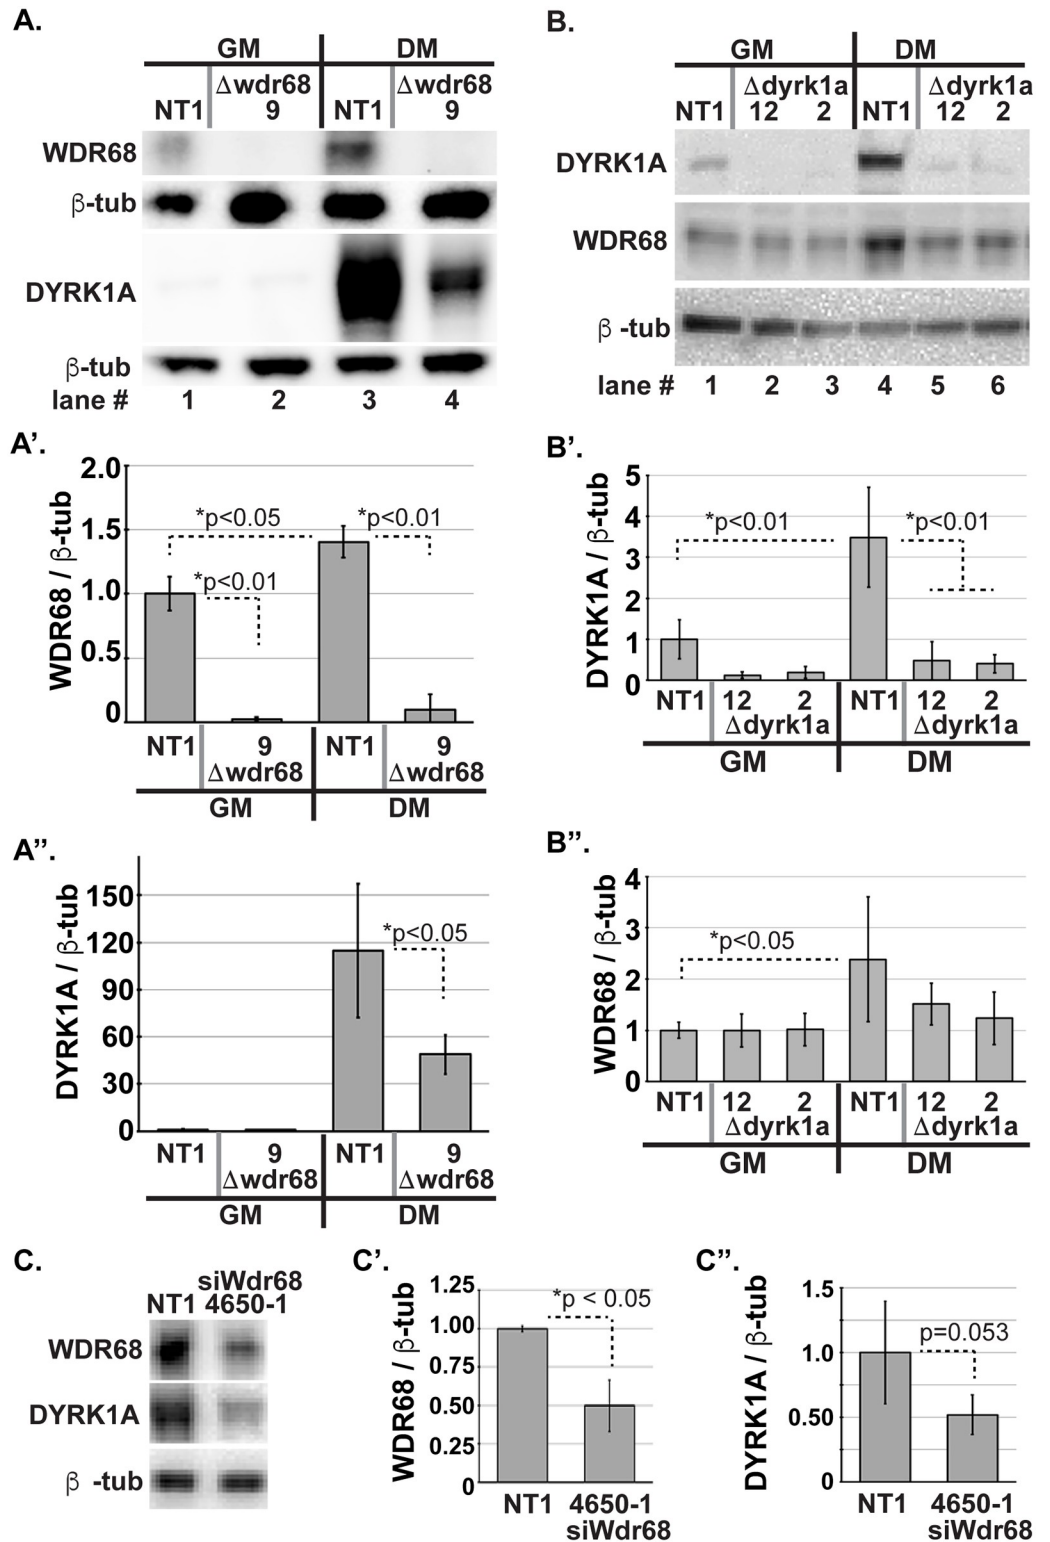 A.
GM DM
Δwdr68 Δwdr68
NT1 9 NT1 9
WDR68
β-tub
DYRK1A
β-tub
lane # 1 2 3 4
B.
GM DM
Δdyrk1a Δdyrk1a
NT1 12 2 NT1 12 2
DYRK1A
WDR68
β -tub
lane # 1 2 3 4 5 6
A'.
WDR68 / β-tub
2.0
1.5
1.0
0.5
0
*p<0.05 *p<0.01
*p<0.01
NT1 9 NT1 9
Δwdr68 Δwdr68
GM DM
B'.
DYRK1A / β-tub
5
4
3
2
1
0
*p<0.01 *p<0.01
NT1 12 2 NT1 12 2
Δdyrk1a Δdyrk1a
GM DM
A''.
DYRK1A / β-tub
150
120
90
60
30
0
*p<0.05
NT1 9 NT1 9
Δwdr68 Δwdr68
GM DM
B''.
WDR68 / β-tub
4
3
2
1
0
*p<0.05
NT1 12 2 NT1 12 2
Δdyrk1a Δdyrk1a
GM DM
C.
siWdr68
NT1 4650-1
WDR68
DYRK1A
β -tub
C'.
WDR68 / β-tub
1.25
1.00
0.75
0.50
0.25
0
*p < 0.05
NT1 4650-1
siWdr68
C''.
DYRK1A / β-tub
1.5
1.0
0.50
0
p=0.053
NT1 4650-1
siWdr68